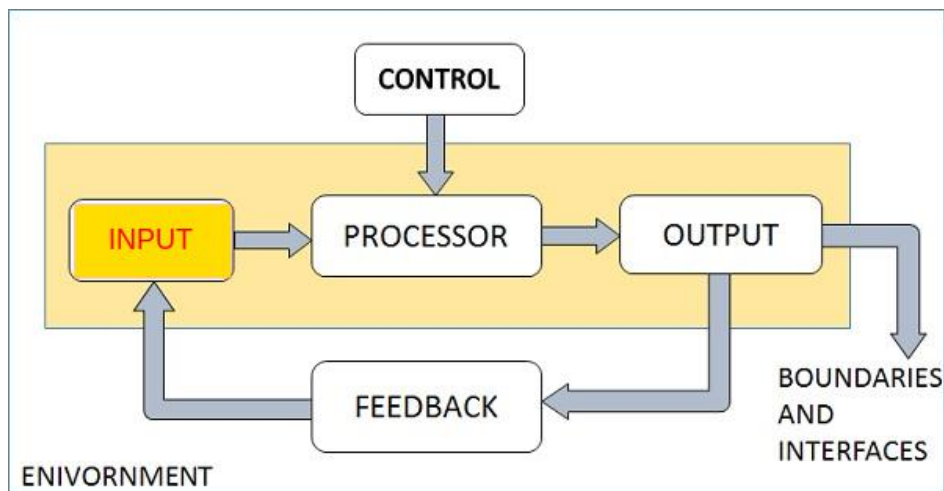 CONTROL
INPUT
PROCESSOR
OUTPUT
FEEDBACK
BOUNDARIES
AND
INTERFACES
ENIVORNMENT